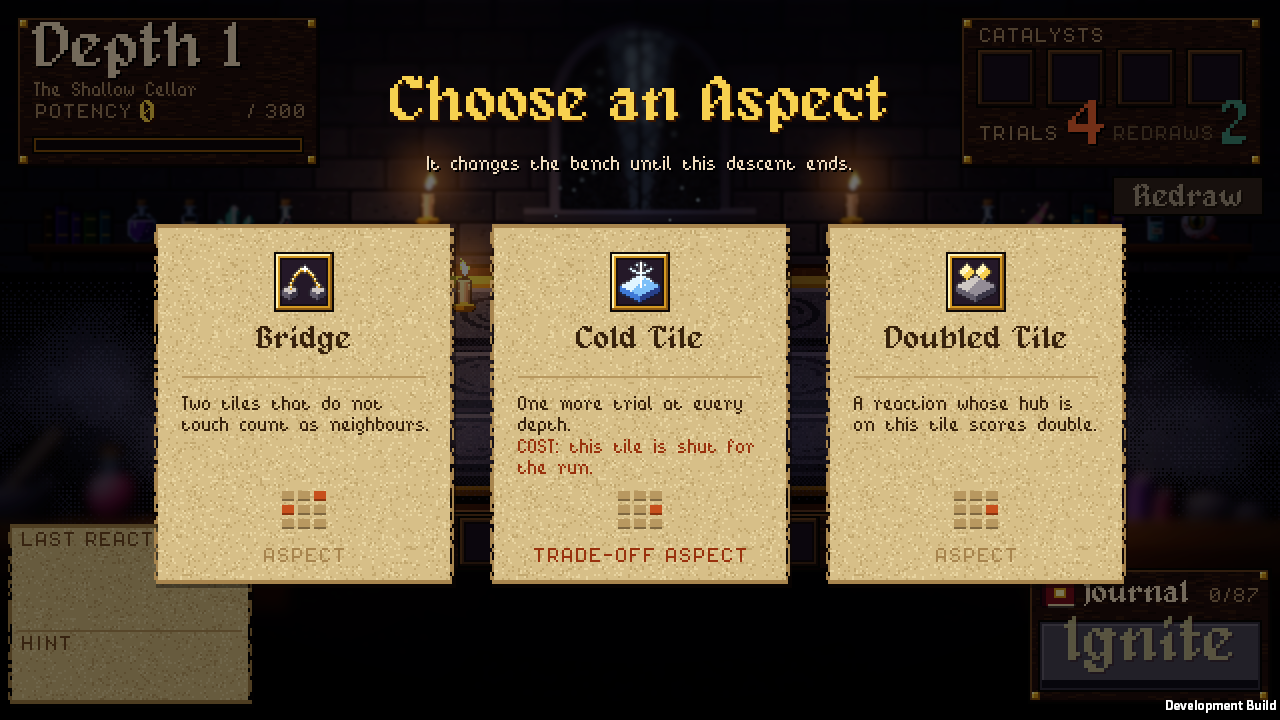 Depth 1
The Shallow Cellar
POTENCY 0 / 300
Choose an Aspect
It changes the bench until this descent ends.
CATALYSTS
TRIALS 4 REDRAWS 2
Redraw
Bridge
Two tiles that do not
touch count as neighbours.
ASPECT
Cold Tile
One more trial at every
depth.
COST: this tile is shut for
the run.
TRADE-OFF ASPECT
Doubled Tile
A reaction whose hub is
on this tile scores double.
ASPECT
LAST REACT
HINT
Journal 0/87
Ignite
Development Build